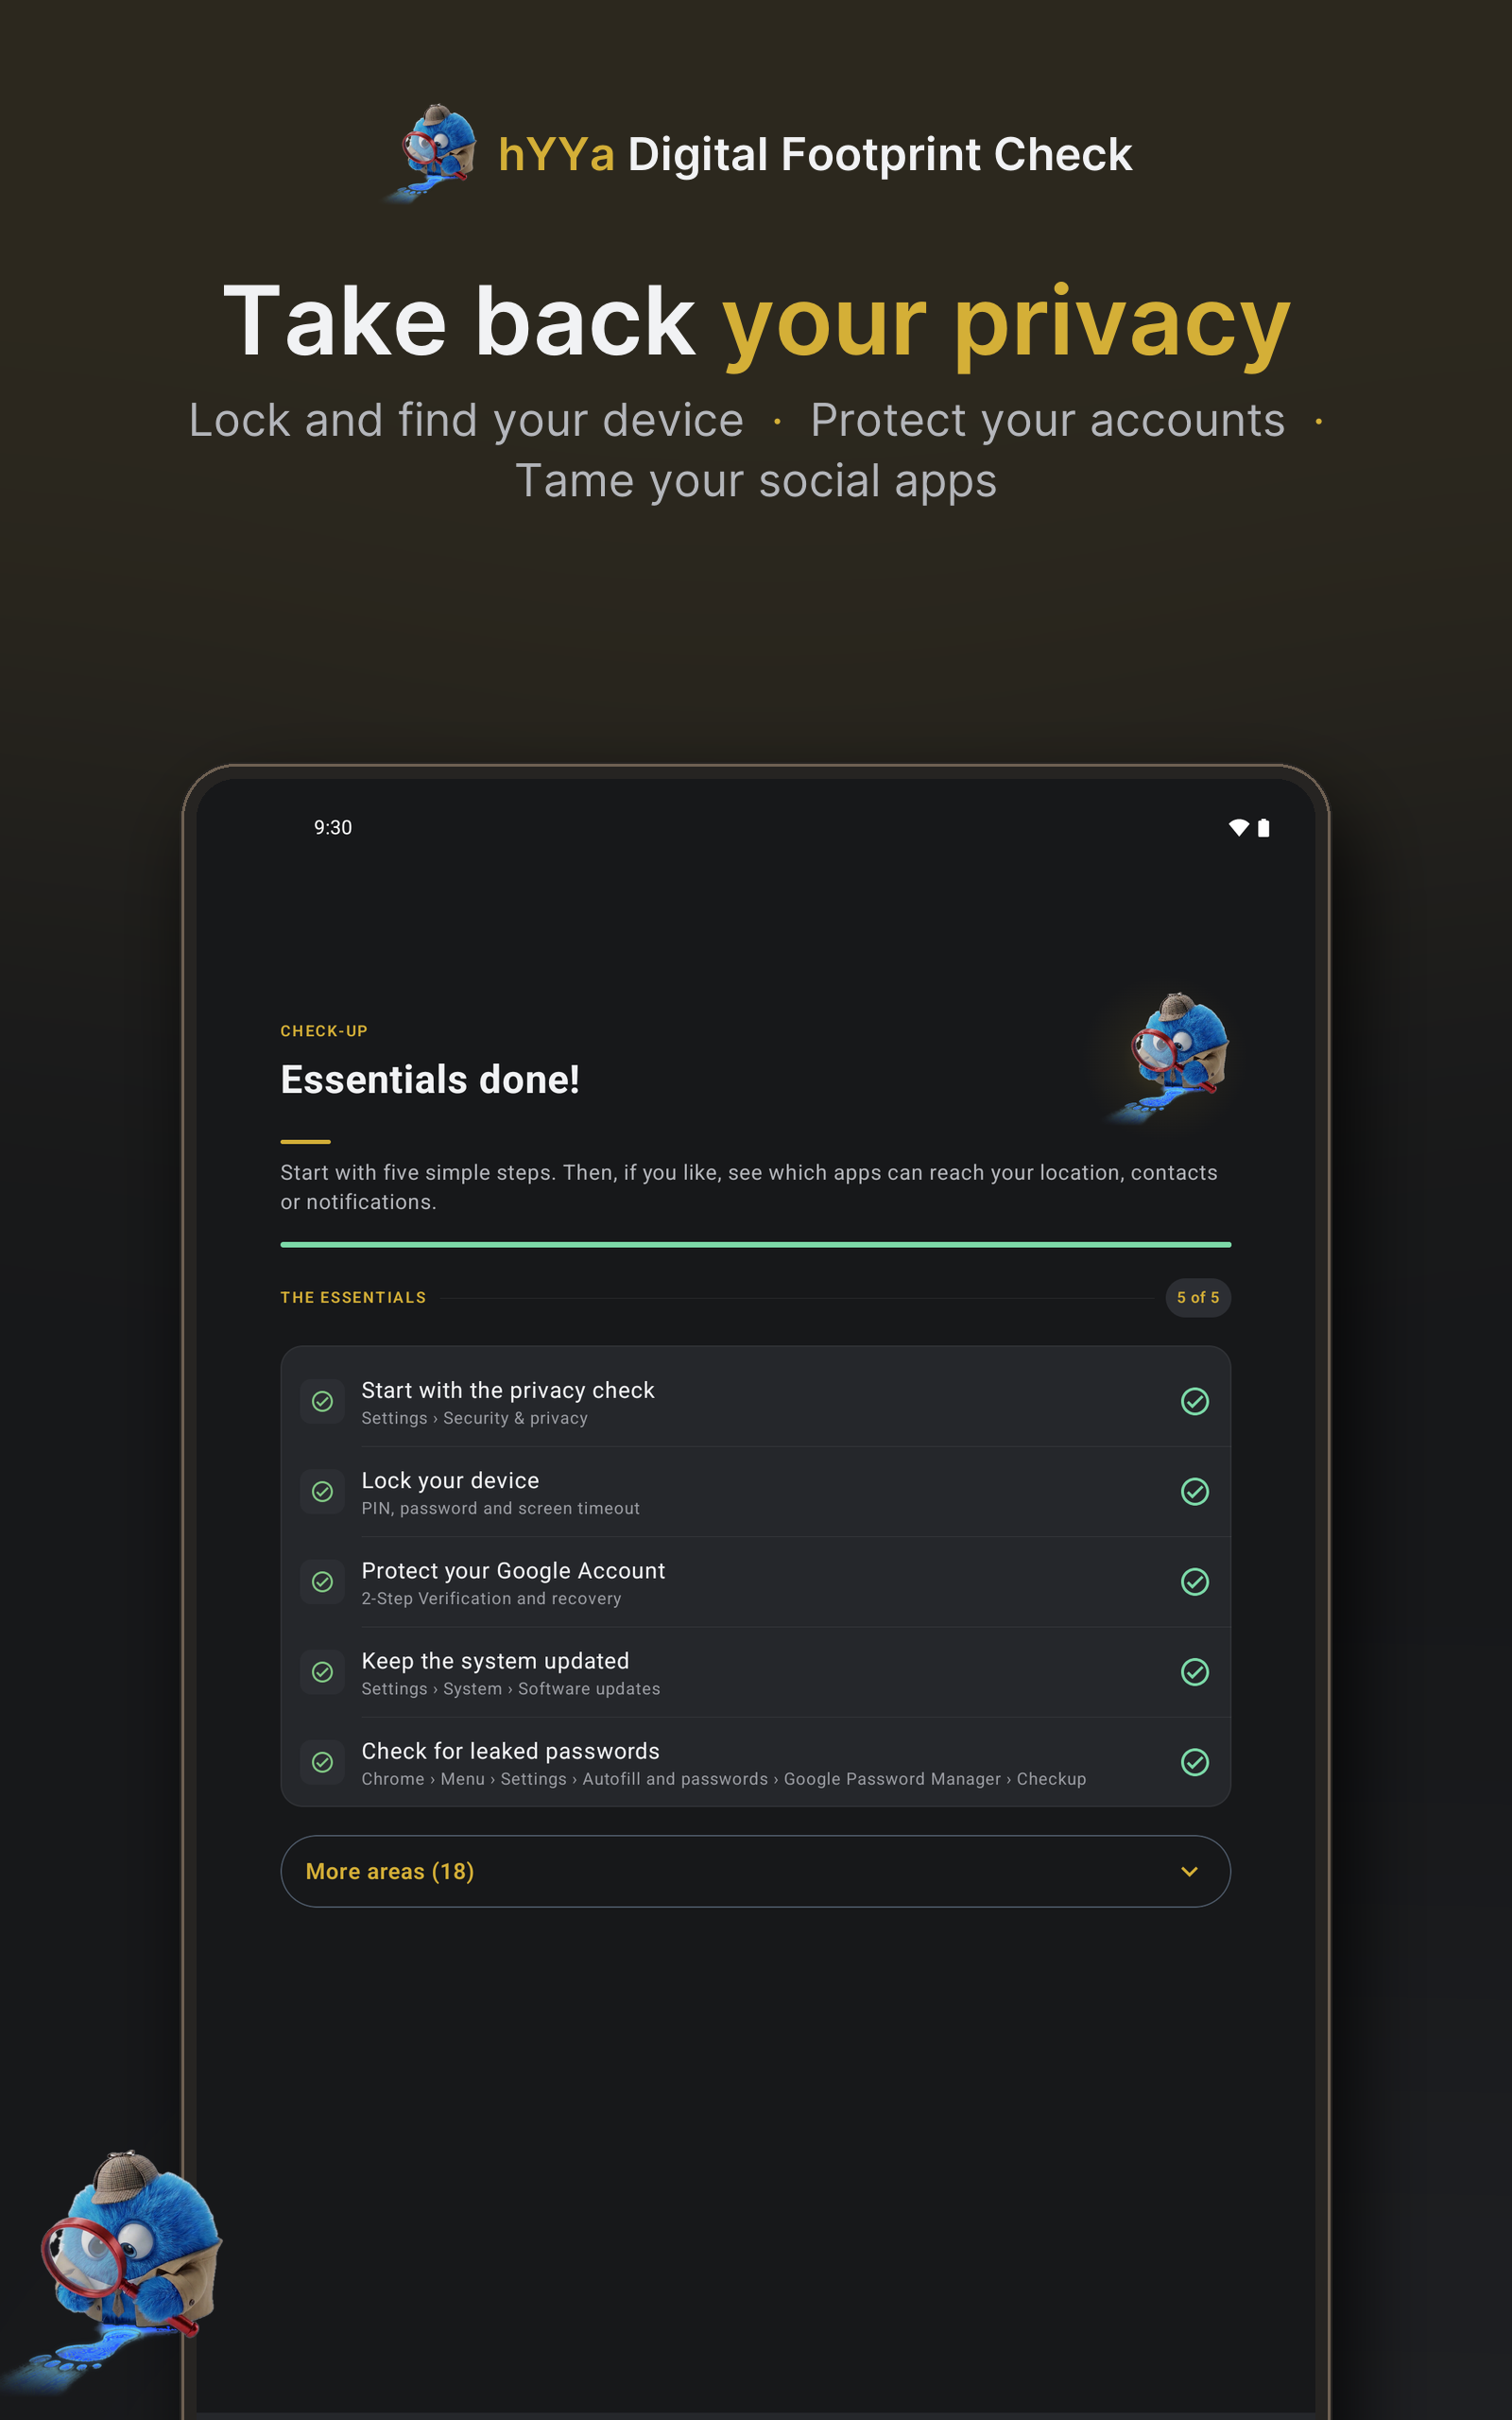 hYYa Digital Footprint Check
Take back your privacy
Lock and find your device · Protect your accounts ·
Tame your social apps
9:30
CHECK-UP
Essentials done!
Start with five simple steps. Then, if you like, see which apps can reach your location, contacts
or notifications.
THE ESSENTIALS
5 of 5
Start with the privacy check
Settings › Security & privacy
Lock your device
PIN, password and screen timeout
Protect your Google Account
2-Step Verification and recovery
Keep the system updated
Settings › System › Software updates
Check for leaked passwords
Chrome › Menu › Settings › Autofill and passwords › Google Password Manager › Checkup
More areas (18)